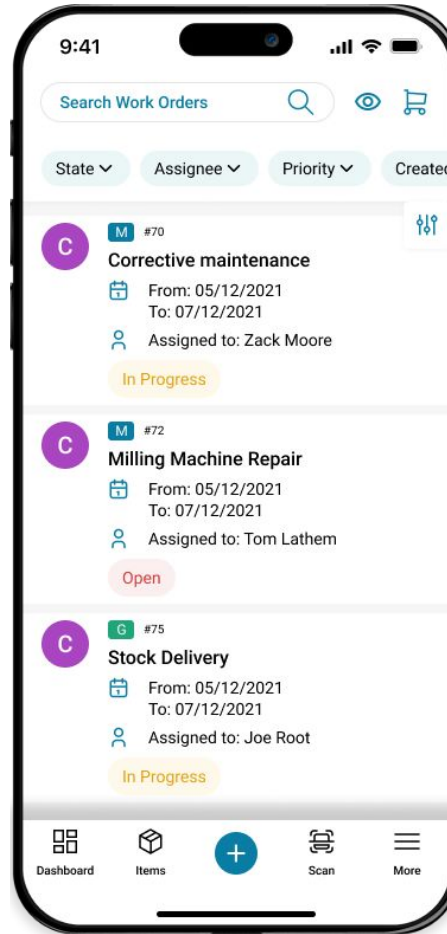 9:41
Search Work Orders
State Assignee Priority Created
C M #70
Corrective maintenance
From: 05/12/2021
To: 07/12/2021
Assigned to: Zack Moore
In Progress
C M #72
Milling Machine Repair
From: 05/12/2021
To: 07/12/2021
Assigned to: Tom Lathem
Open
C G #75
Stock Delivery
From: 05/12/2021
To: 07/12/2021
Assigned to: Joe Root
In Progress
Dashboard Items Scan More